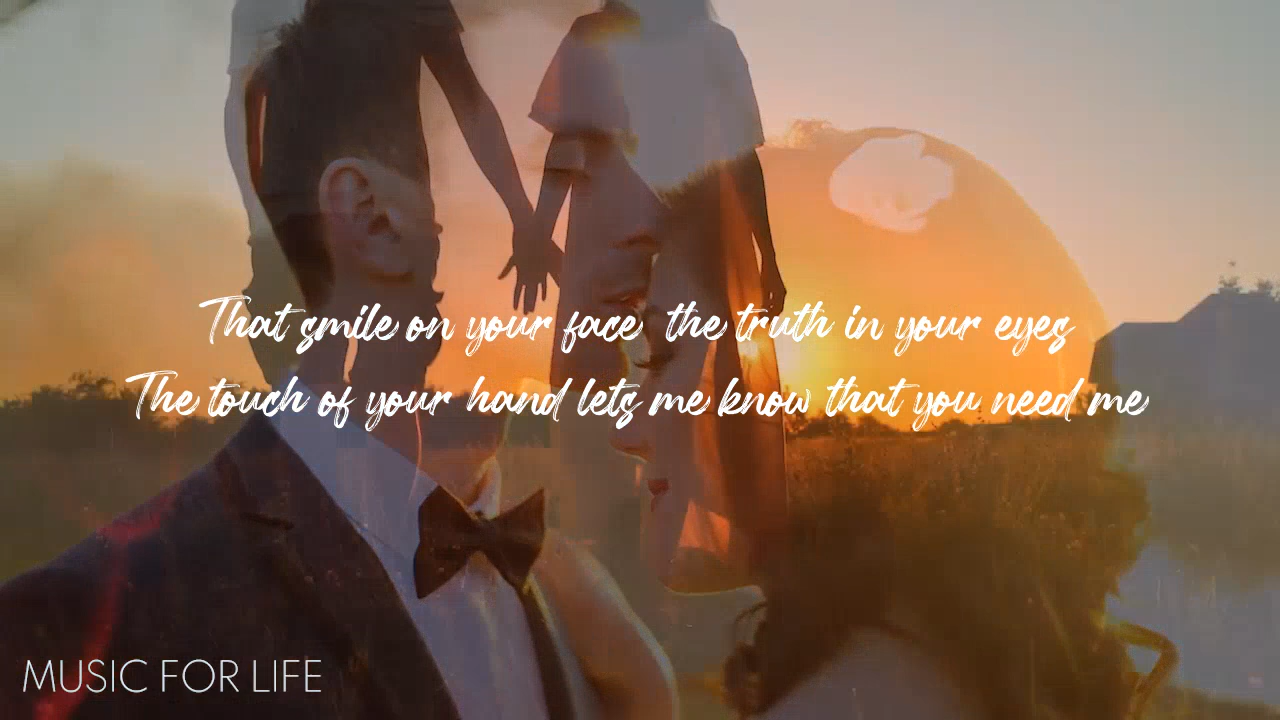 That smile on your face the truth in your eyes
The touch of your hand lets me know that you need me
MUSIC FOR LIFE